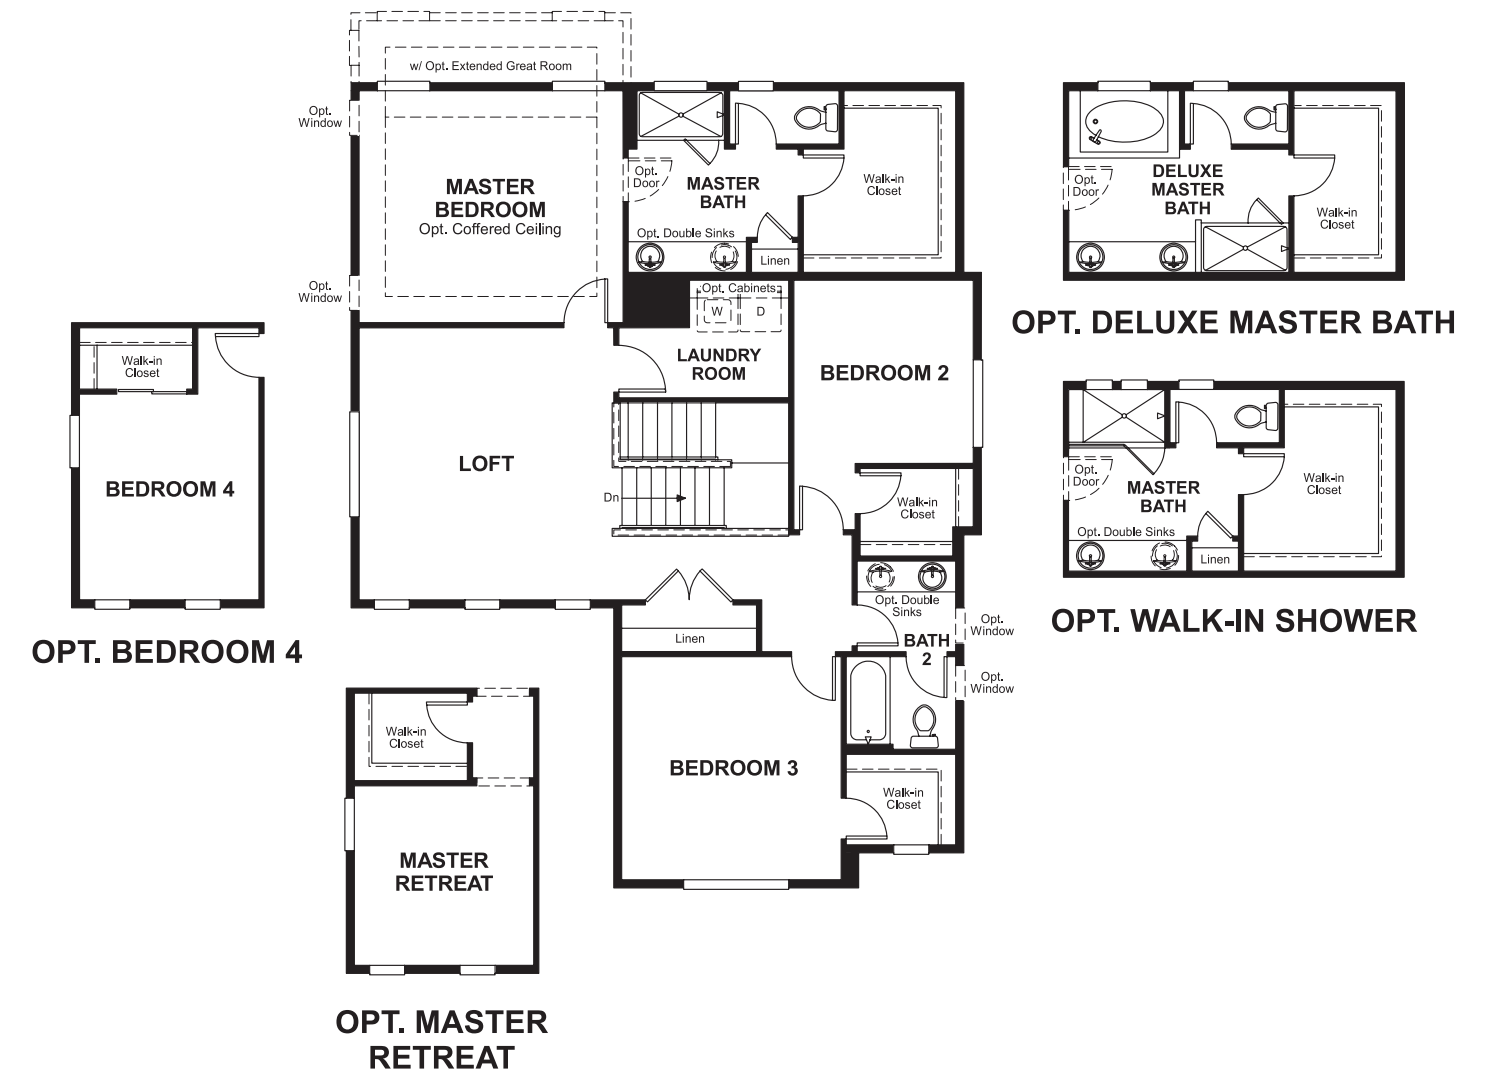 w/ Opt. Extended Great Room
Opt.
Window
MASTER
BEDROOM
Opt. Coffered Ceiling
Opt.
Window
Opt.
Door
MASTER
BATH
Opt. Double Sinks
Linen
Walk-in
Closet
Opt. Cabinets
W
D
LAUNDRY
ROOM
BEDROOM 2
LOFT
Dn
Walk-in
Closet
Opt. Double
Sinks
BATH
2
Opt.
Window
Opt.
Window
Linen
BEDROOM 3
Walk-in
Closet
Walk-in
Closet
BEDROOM 4
OPT. BEDROOM 4
Walk-in
Closet
MASTER
RETREAT
OPT. MASTER
RETREAT
DELUXE
MASTER
BATH
Opt.
Door
Walk-in
Closet
OPT. DELUXE MASTER BATH
Opt.
Door
MASTER
BATH
Opt. Double Sinks
Linen
Walk-in
Closet
OPT. WALK-IN SHOWER